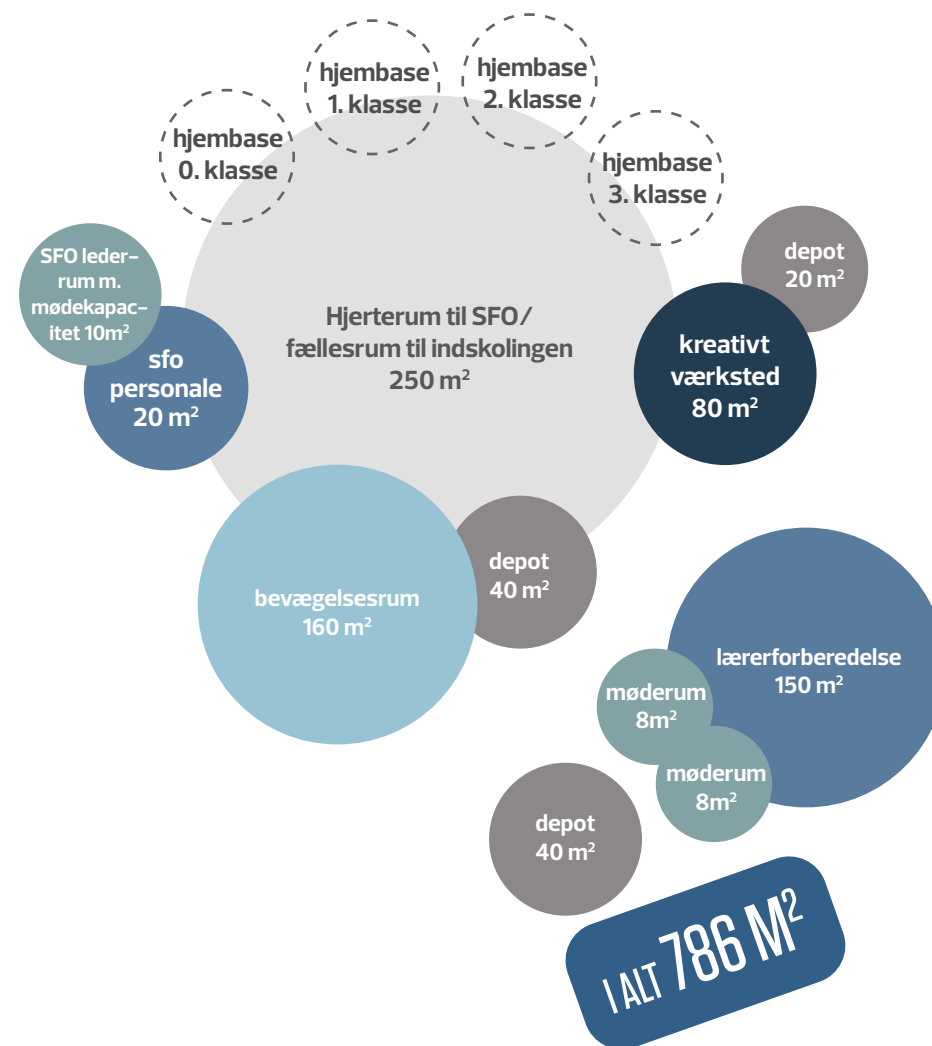 hjembase
1. klasse
hjembase
2. klasse
hjembase
0. klasse
hjembase
3. klasse
SFO leder-
rum m.
mødekapac-
itet 10m²
sfo
personale
20 m²
Hjerterum til SFO/
fællesrum til indskolingen
250 m²
depot
20 m²
kreativt
værksted
80 m²
bevægelsesrum
160 m²
depot
40 m²
lærerforberedelse
150 m²
møderum
8m²
møderum
8m²
depot
40 m²
I ALT 786 M²